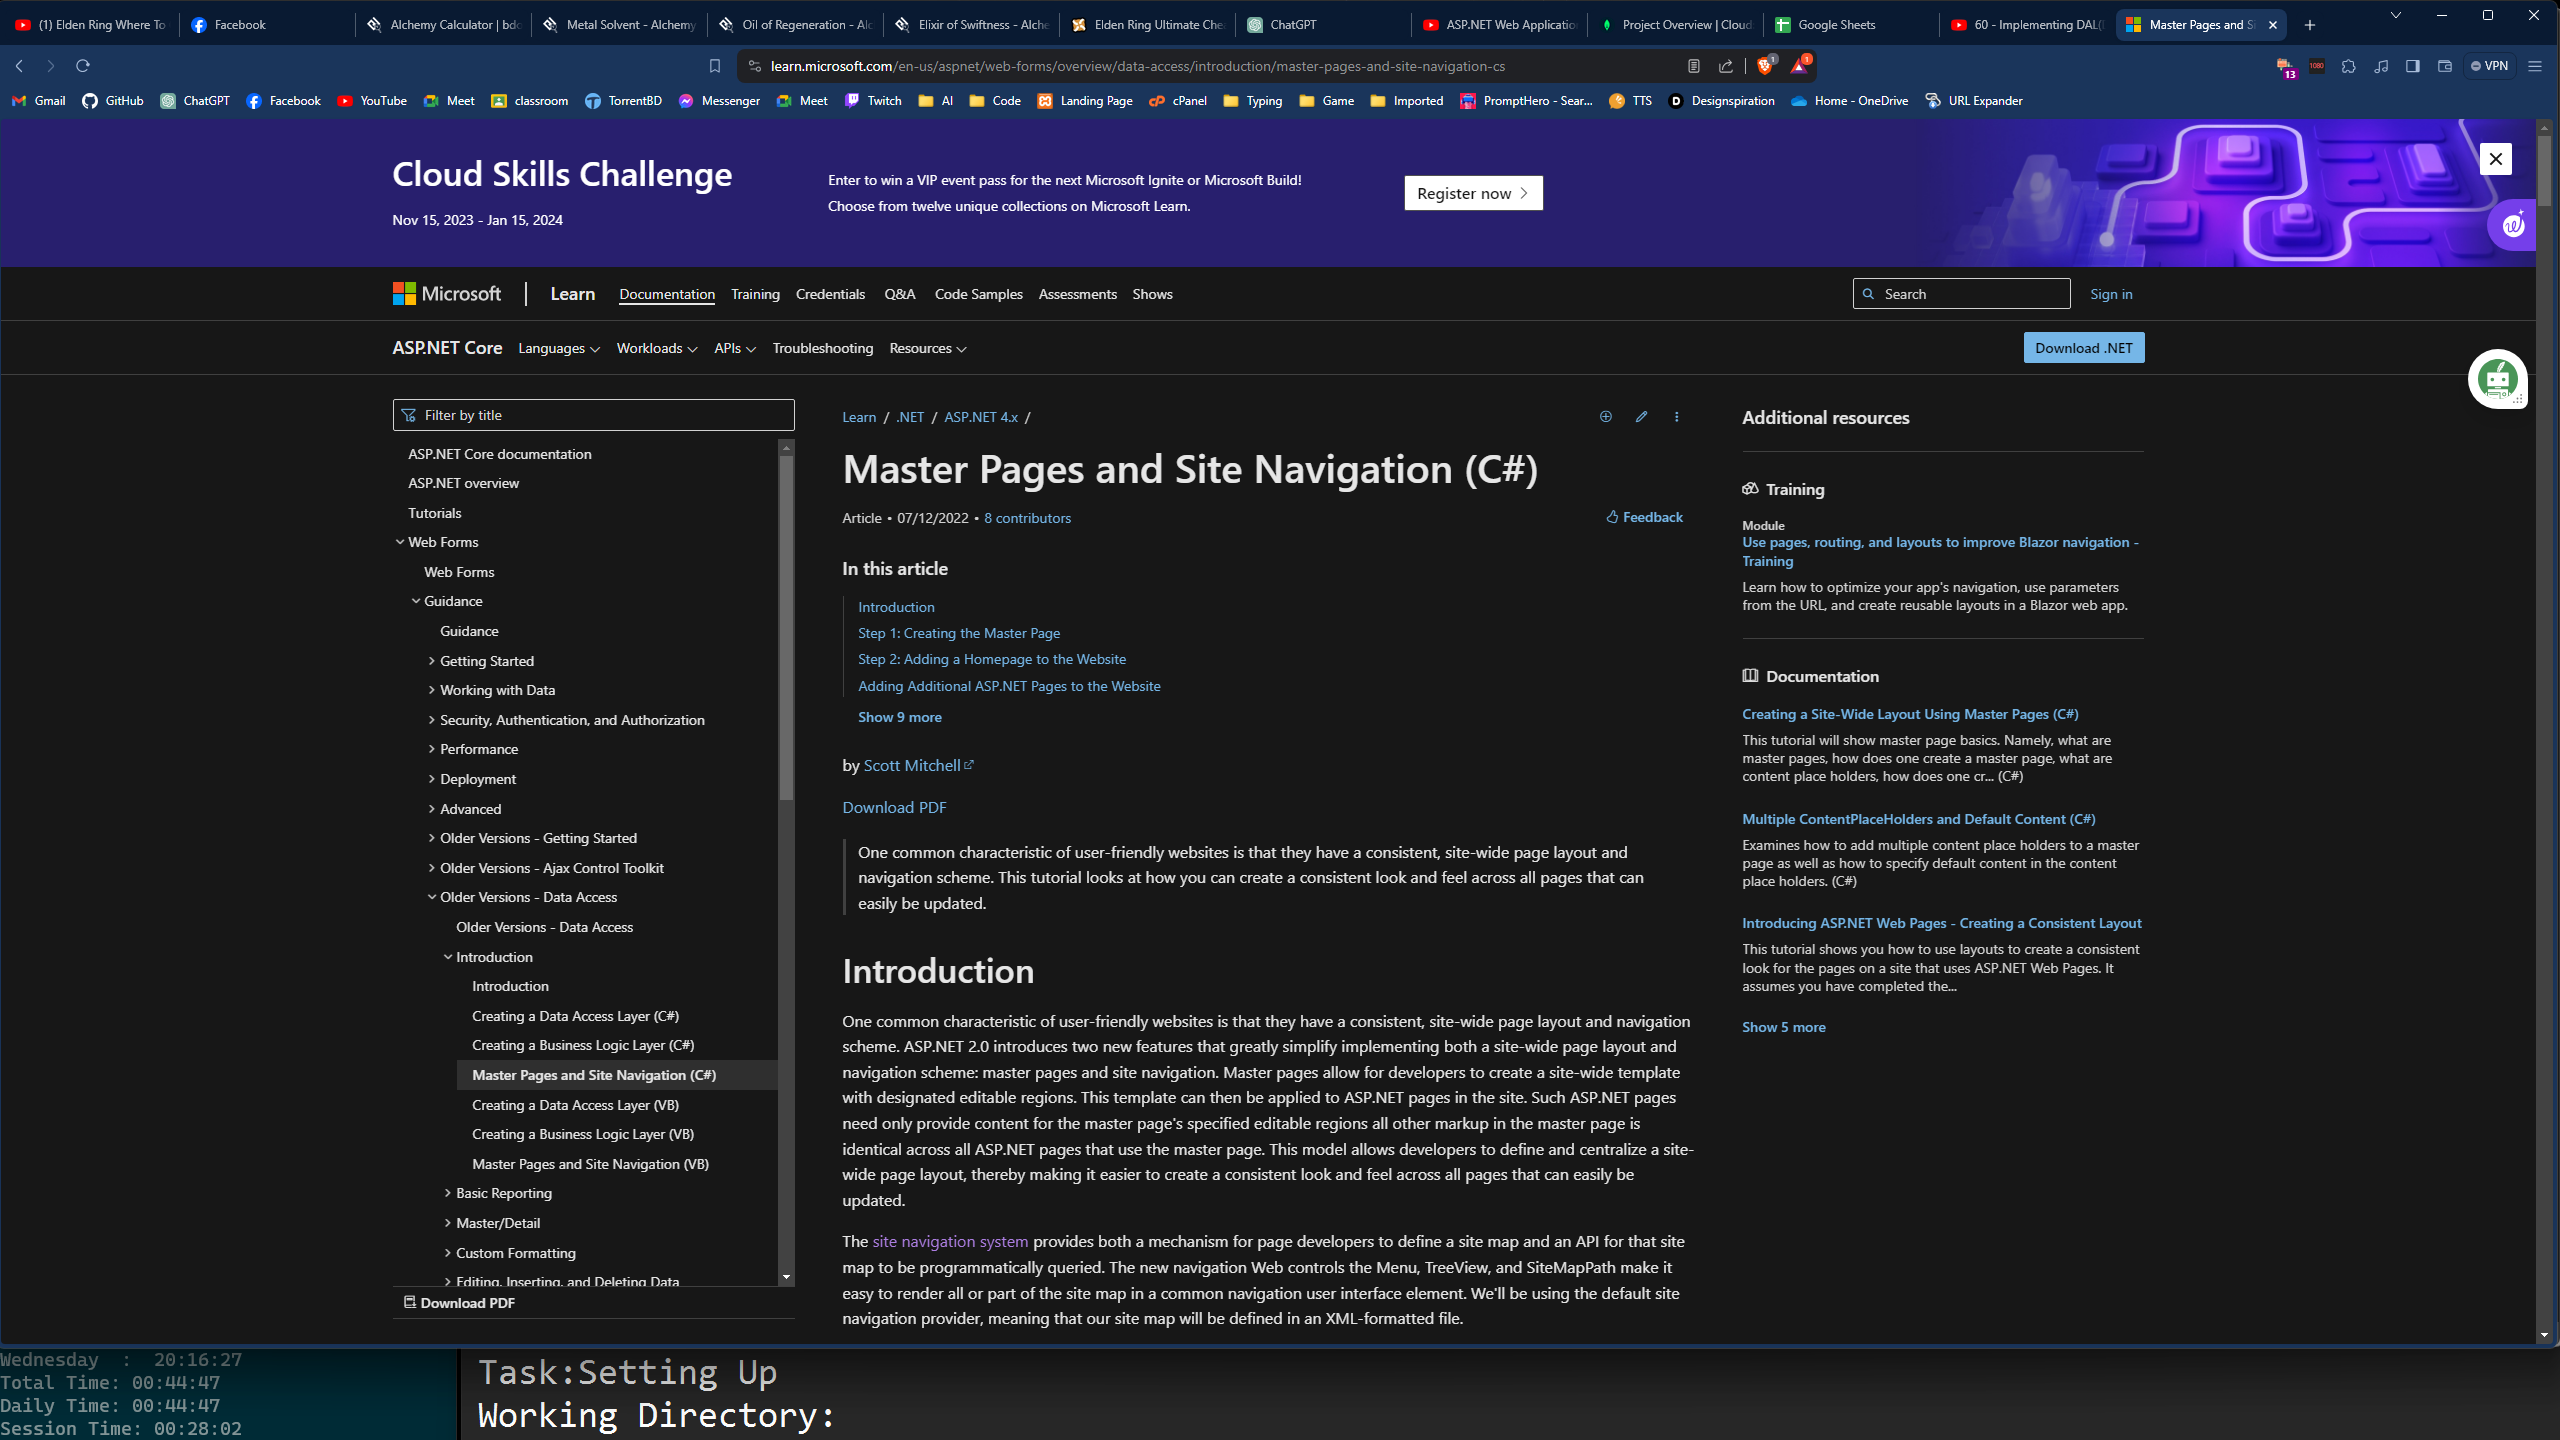 (1) Elden Ring Where To
Facebook
Alchemy Calculator | bdo
Metal Solvent - Alchemy
Oil of Regeneration - Alc
Elixir of Swiftness - Alche
Elden Ring Ultimate Che
ChatGPT
ASP.NET Web Application
Project Overview | Cloud
Google Sheets
60 - Implementing DAL(
Master Pages and Si
learn.microsoft.com/en-us/aspnet/web-forms/overview/data-access/introduction/master-pages-and-site-navigation-cs
1
1
13
1080
VPN
Gmail
GitHub
ChatGPT
Facebook
YouTube
Meet
classroom
TorrentBD
Messenger
Meet
Twitch
AI
Code
Landing Page
cPanel
Typing
Game
Imported
PromptHero - Sear...
TTS
Designspiration
Home - OneDrive
URL Expander
Cloud Skills Challenge
Nov 15, 2023 - Jan 15, 2024
Enter to win a VIP event pass for the next Microsoft Ignite or Microsoft Build!
Choose from twelve unique collections on Microsoft Learn.
Register now
Microsoft
Learn
Documentation
Training
Credentials
Q&A
Code Samples
Assessments
Shows
Search
Sign in
ASP.NET Core
Languages
Workloads
APIs
Troubleshooting
Resources
Download .NET
Filter by title
ASP.NET Core documentation
ASP.NET overview
Tutorials
Web Forms
Web Forms
Guidance
Guidance
Getting Started
Working with Data
Security, Authentication, and Authorization
Performance
Deployment
Advanced
Older Versions - Getting Started
Older Versions - Ajax Control Toolkit
Older Versions - Data Access
Older Versions - Data Access
Introduction
Introduction
Creating a Data Access Layer (C#)
Creating a Business Logic Layer (C#)
Master Pages and Site Navigation (C#)
Creating a Data Access Layer (VB)
Creating a Business Logic Layer (VB)
Master Pages and Site Navigation (VB)
Basic Reporting
Master/Detail
Custom Formatting
Editing, Inserting, and Deleting Data
Download PDF
Learn / .NET / ASP.NET 4.x /
Master Pages and Site Navigation (C#)
Article • 07/12/2022 • 8 contributors
Feedback
In this article
Introduction
Step 1: Creating the Master Page
Step 2: Adding a Homepage to the Website
Adding Additional ASP.NET Pages to the Website
Show 9 more
by Scott Mitchell
Download PDF
One common characteristic of user-friendly websites is that they have a consistent, site-wide page layout and
navigation scheme. This tutorial looks at how you can create a consistent look and feel across all pages that can
easily be updated.
Introduction
One common characteristic of user-friendly websites is that they have a consistent, site-wide page layout and navigation
scheme. ASP.NET 2.0 introduces two new features that greatly simplify implementing both a site-wide page layout and
navigation scheme: master pages and site navigation. Master pages allow for developers to create a site-wide template
with designated editable regions. This template can then be applied to ASP.NET pages in the site. Such ASP.NET pages
need only provide content for the master page's specified editable regions all other markup in the master page is
identical across all ASP.NET pages that use the master page. This model allows developers to define and centralize a site-
wide page layout, thereby making it easier to create a consistent look and feel across all pages that can easily be
updated.
The site navigation system provides both a mechanism for page developers to define a site map and an API for that site
map to be programmatically queried. The new navigation Web controls the Menu, TreeView, and SiteMapPath make it
easy to render all or part of the site map in a common navigation user interface element. We'll be using the default site
navigation provider, meaning that our site map will be defined in an XML-formatted file.
Additional resources
Training
Module
Use pages, routing, and layouts to improve Blazor navigation -
Training
Learn how to optimize your app's navigation, use parameters
from the URL, and create reusable layouts in a Blazor web app.
Documentation
Creating a Site-Wide Layout Using Master Pages (C#)
This tutorial will show master page basics. Namely, what are
master pages, how does one create a master page, what are
content place holders, how does one cr... (C#)
Multiple ContentPlaceHolders and Default Content (C#)
Examines how to add multiple content place holders to a master
page as well as how to specify default content in the content
place holders. (C#)
Introducing ASP.NET Web Pages - Creating a Consistent Layout
This tutorial shows you how to use layouts to create a consistent
look for the pages on a site that uses ASP.NET Web Pages. It
assumes you have completed the...
Show 5 more
Wednesday  :  20:16:27
Total Time: 00:44:47
Daily Time: 00:44:47
Session Time: 00:28:02
Task:Setting Up
Working Directory: